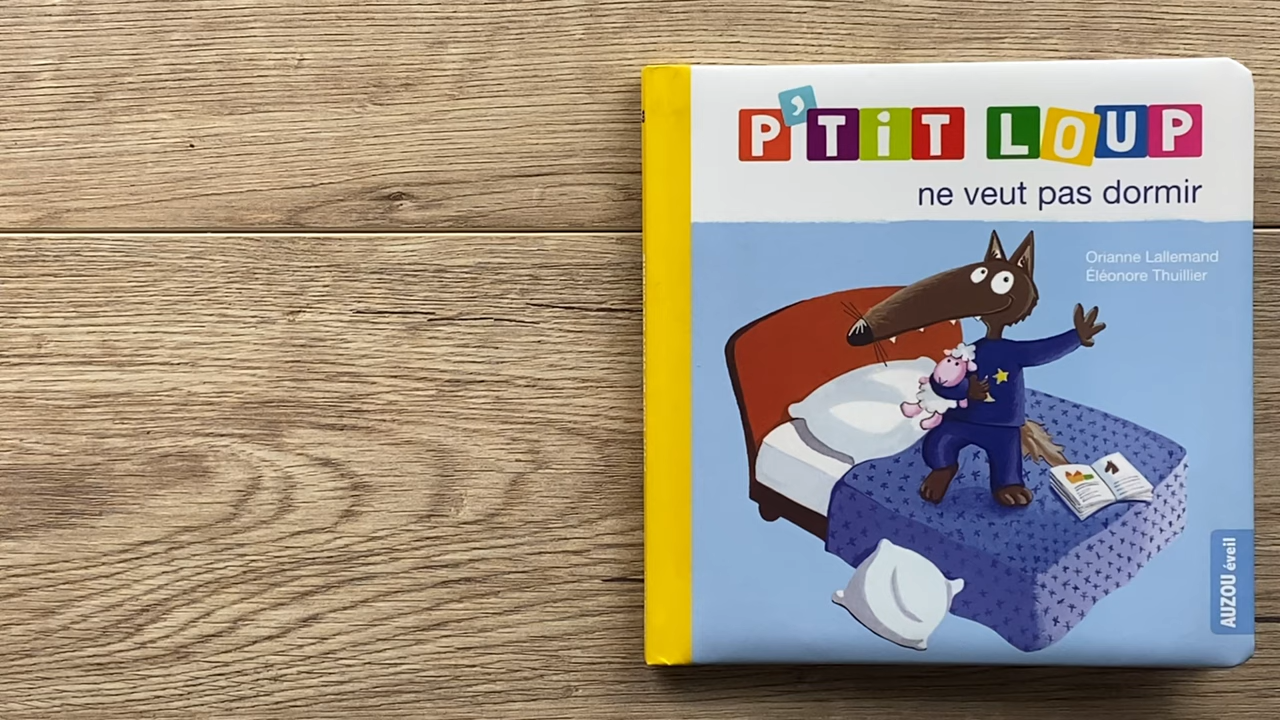 P'TiT LOUP
ne veut pas dormir
Orianne Lallemand
Éléonore Thuillier
AUZOU éveil